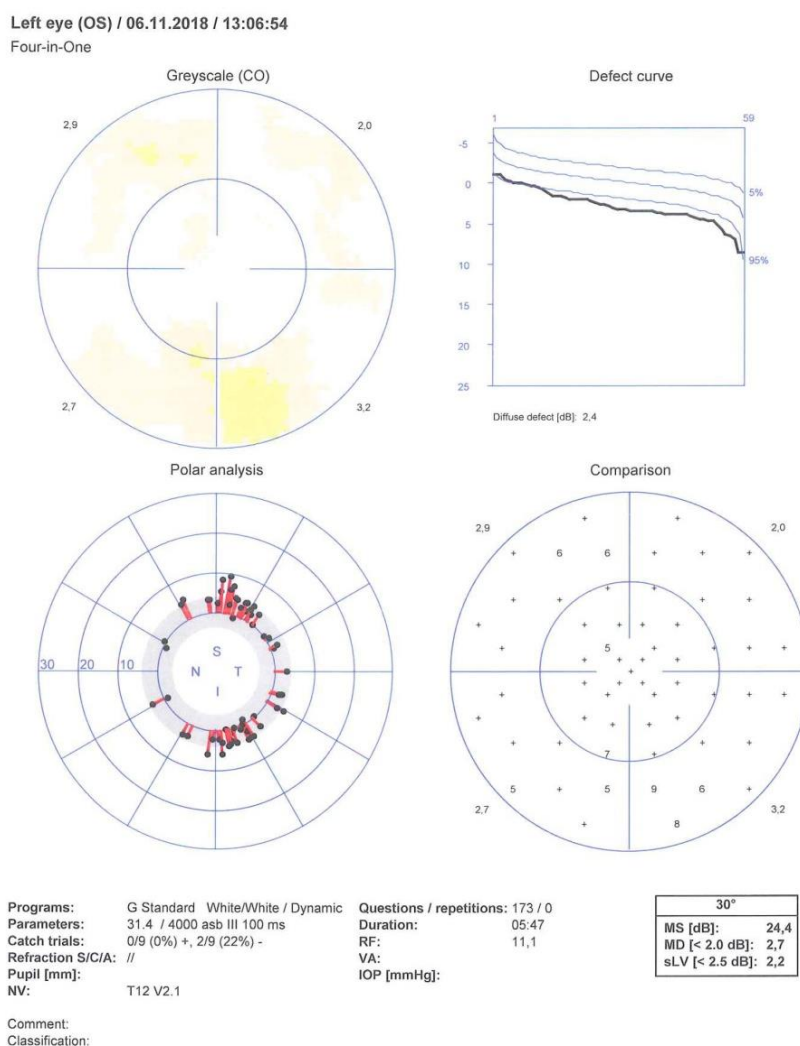 Left eye (OS) / 06.11.2018 / 13:06:54
Four-in-One
Greyscale (CO)
2,9
2,0
2,7
3,2
Defect curve
1
59
-5
0
5
10
15
20
25
5%
95%
Diffuse defect [dB]: 2,4
Polar analysis
30
20
10
S
N
T
I
Comparison
2,9
2,0
+ +
+ 6 6 + + +
+
+ + + +
+ + + + +
5 + +
+ + + +
+
+ + + +
+ + + +
+ + + + +
+ + + +
7 +
5 + 5 9 6 +
+ 8
2,7
3,2
Programs: G Standard White/White / Dynamic
Parameters: 31.4 / 4000 asb III 100 ms
Catch trials: 0/9 (0%) +, 2/9 (22%) -
Refraction S/C/A: //
Pupil [mm]:
NV: T12 V2.1
Questions / repetitions: 173 / 0
Duration: 05:47
RF: 11,1
VA:
IOP [mmHg]:
30°
MS [dB]: 24,4
MD [< 2.0 dB]: 2,7
sLV [< 2.5 dB]: 2,2
Comment:
Classification: